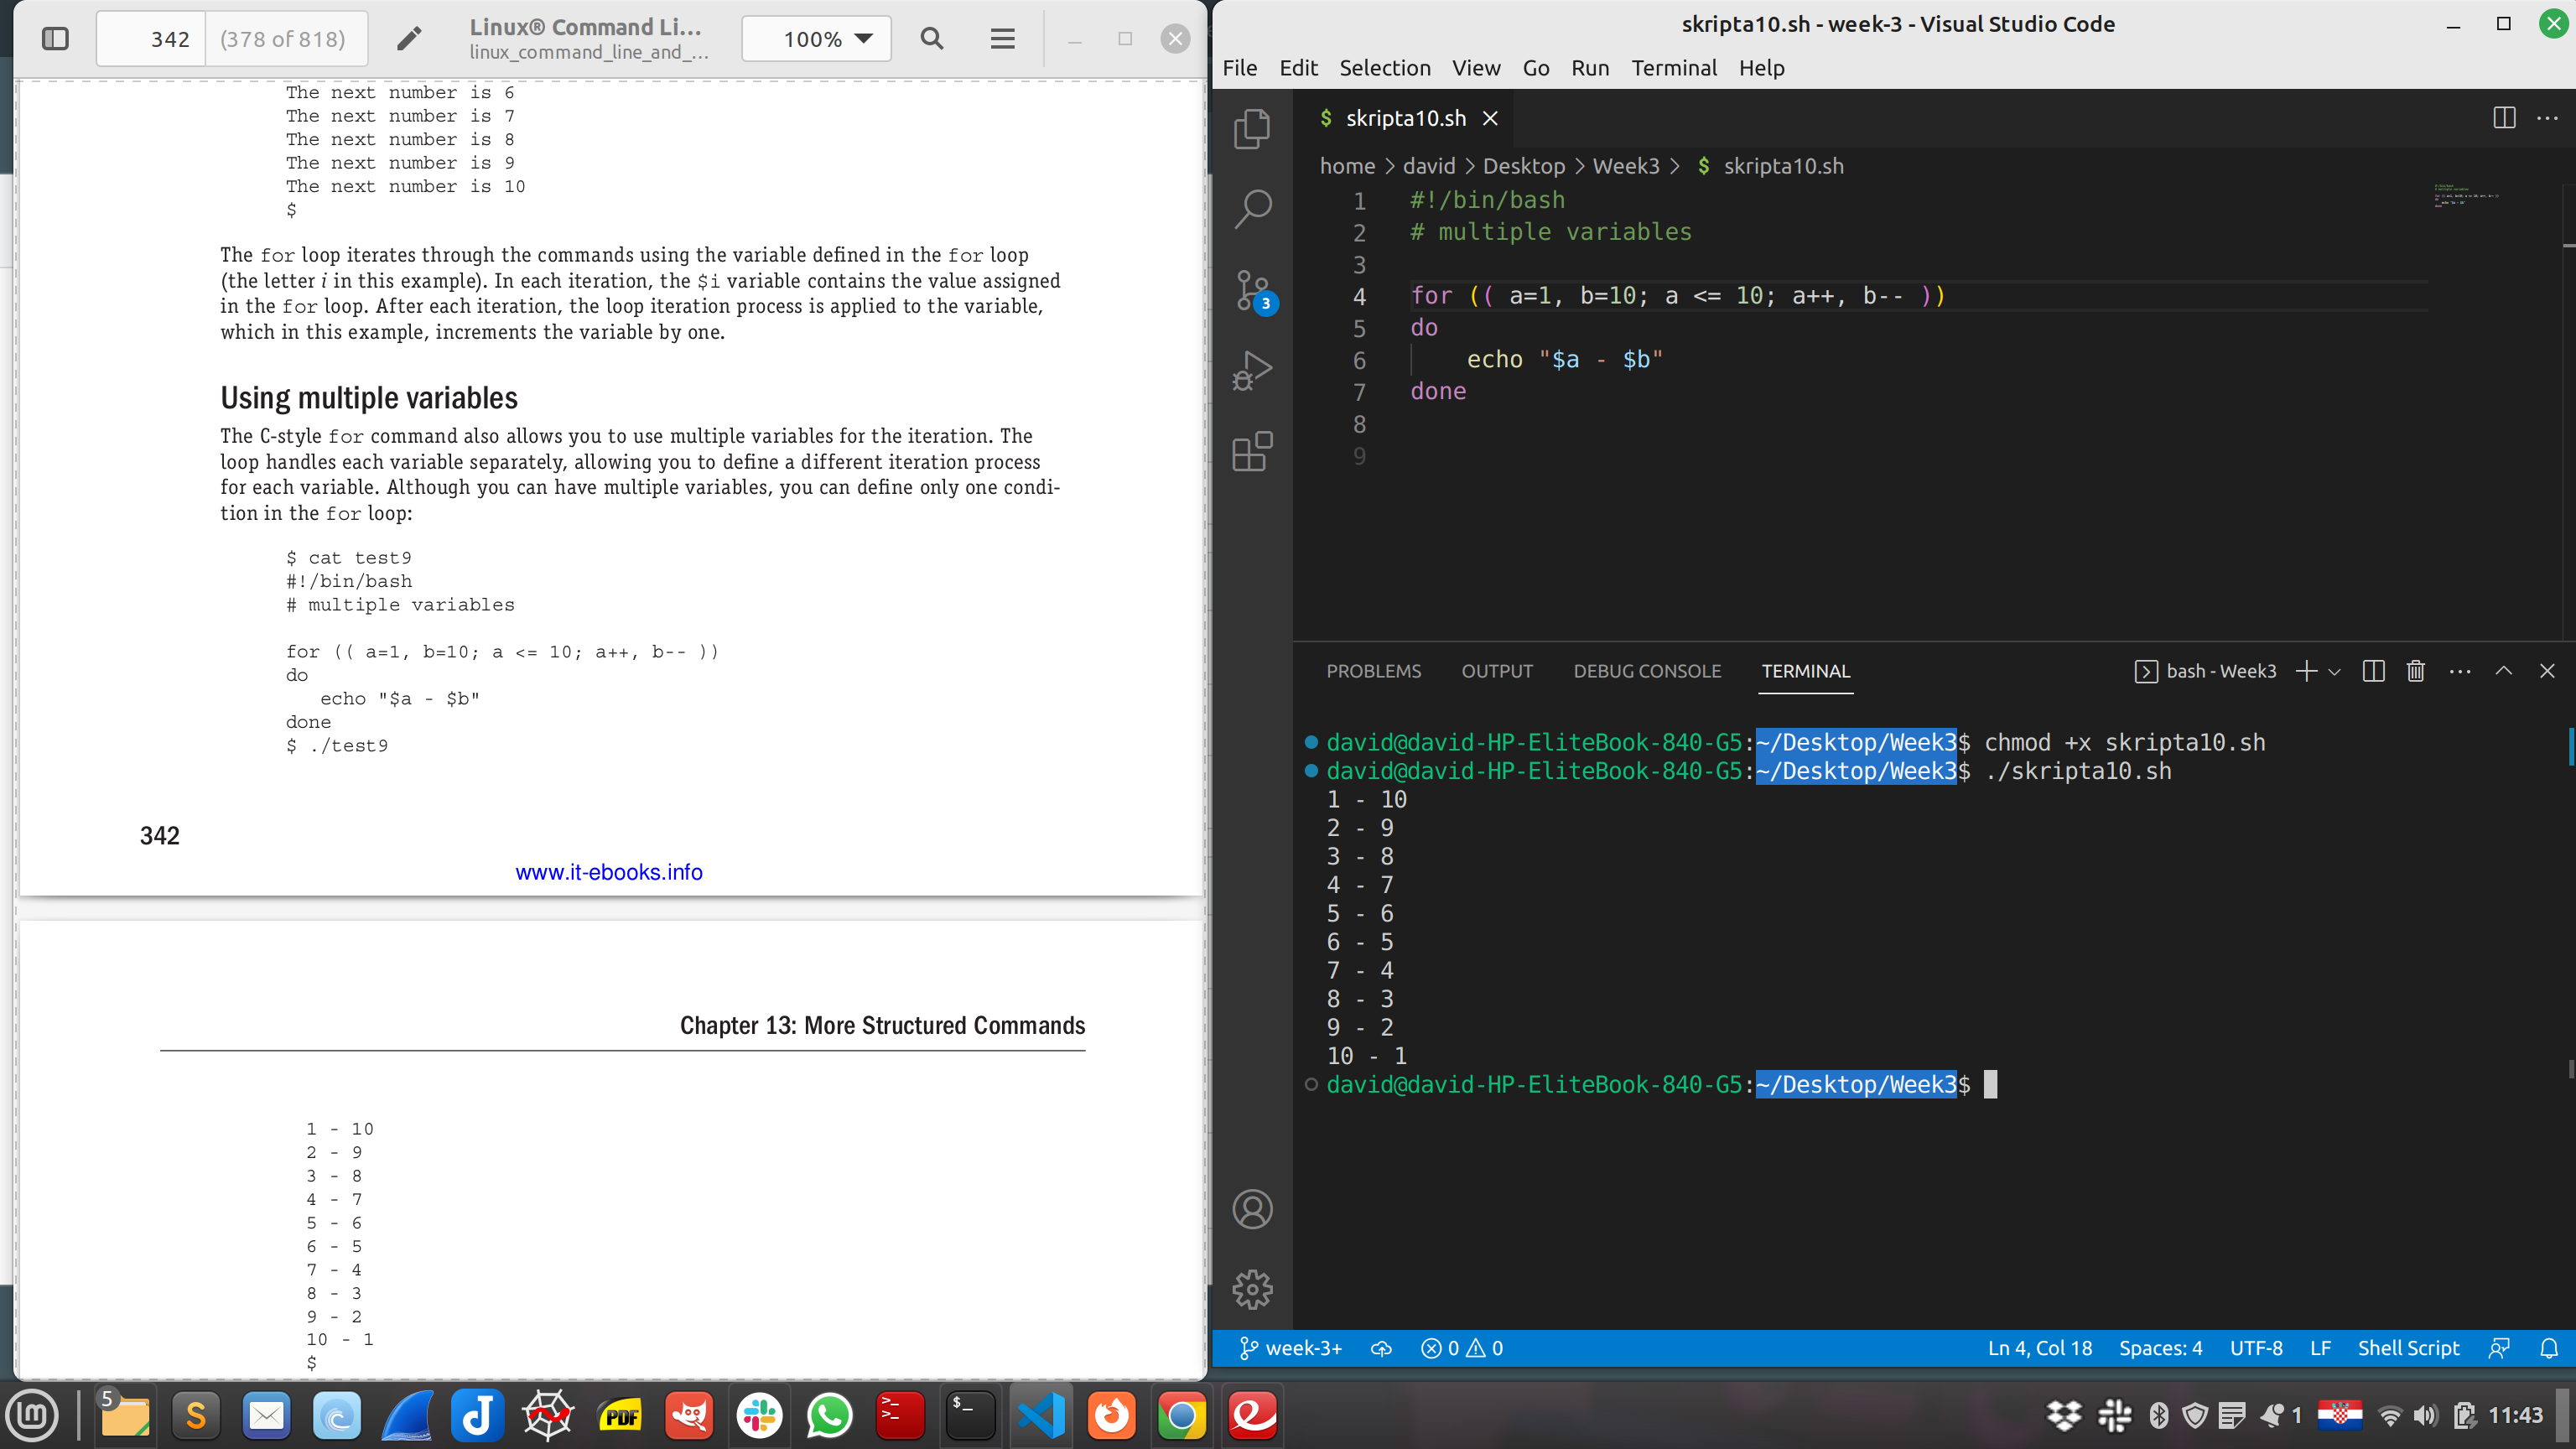 342 (378 of 818)
Linux® Command Li...
linux_command_line_and_...
100%
The next number is 6
The next number is 7
The next number is 8
The next number is 9
The next number is 10
$
The for loop iterates through the commands using the variable defined in the for loop
(the letter i in this example). In each iteration, the $i variable contains the value assigned
in the for loop. After each iteration, the loop iteration process is applied to the variable,
which in this example, increments the variable by one.
Using multiple variables
The C-style for command also allows you to use multiple variables for the iteration. The
loop handles each variable separately, allowing you to define a different iteration process
for each variable. Although you can have multiple variables, you can define only one condi-
tion in the for loop:
$ cat test9
#!/bin/bash
# multiple variables
for (( a=1, b=10; a <= 10; a++, b-- ))
do
echo "$a - $b"
done
$ ./test9
342
www.it-ebooks.info
Chapter 13: More Structured Commands
1 - 10
2 - 9
3 - 8
4 - 7
5 - 6
6 - 5
7 - 4
8 - 3
9 - 2
10 - 1
$
skripta10.sh - week-3 - Visual Studio Code
File Edit Selection View Go Run Terminal Help
$ skripta10.sh
home > david > Desktop > Week3 > $ skripta10.sh
3
1 #!/bin/bash
2 # multiple variables
3
4 for (( a=1, b=10; a <= 10; a++, b-- ))
5 do
6 echo "$a - $b"
7 done
8
9
PROBLEMS OUTPUT DEBUG CONSOLE TERMINAL bash - Week3
david@david-HP-EliteBook-840-G5:~/Desktop/Week3$ chmod +x skripta10.sh
david@david-HP-EliteBook-840-G5:~/Desktop/Week3$ ./skripta10.sh
1 - 10
2 - 9
3 - 8
4 - 7
5 - 6
6 - 5
7 - 4
8 - 3
9 - 2
10 - 1
david@david-HP-EliteBook-840-G5:~/Desktop/Week3$
week-3+ 0 0 Ln 4, Col 18 Spaces: 4 UTF-8 LF Shell Script
5 S PDF $_ 1 11:43